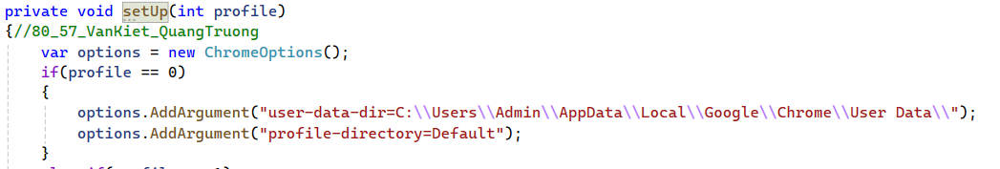 private void setUp(int profile)
{//80_57_VanKiet_QuangTruong
var options = new ChromeOptions();
if(profile == 0)
{
options.AddArgument("user-data-dir=C:\\Users\\Admin\\AppData\\Local\\Google\\Chrome\\User Data\\");
options.AddArgument("profile-directory=Default");
}